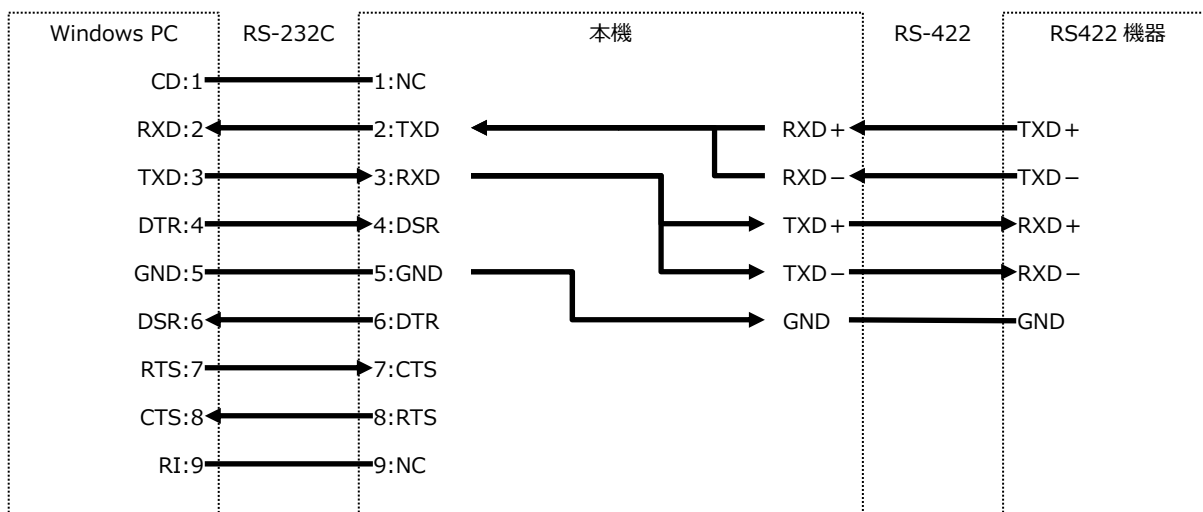 Windows PC RS-232C 本機 RS-422 RS422 機器
CD:1 1:NC
RXD:2 2:TXD RXD+ TXD+
TXD:3 3:RXD RXD− TXD−
DTR:4 4:DSR TXD+ RXD+
GND:5 5:GND TXD− RXD−
DSR:6 6:DTR GND GND
RTS:7 7:CTS
CTS:8 8:RTS
RI:9 9:NC